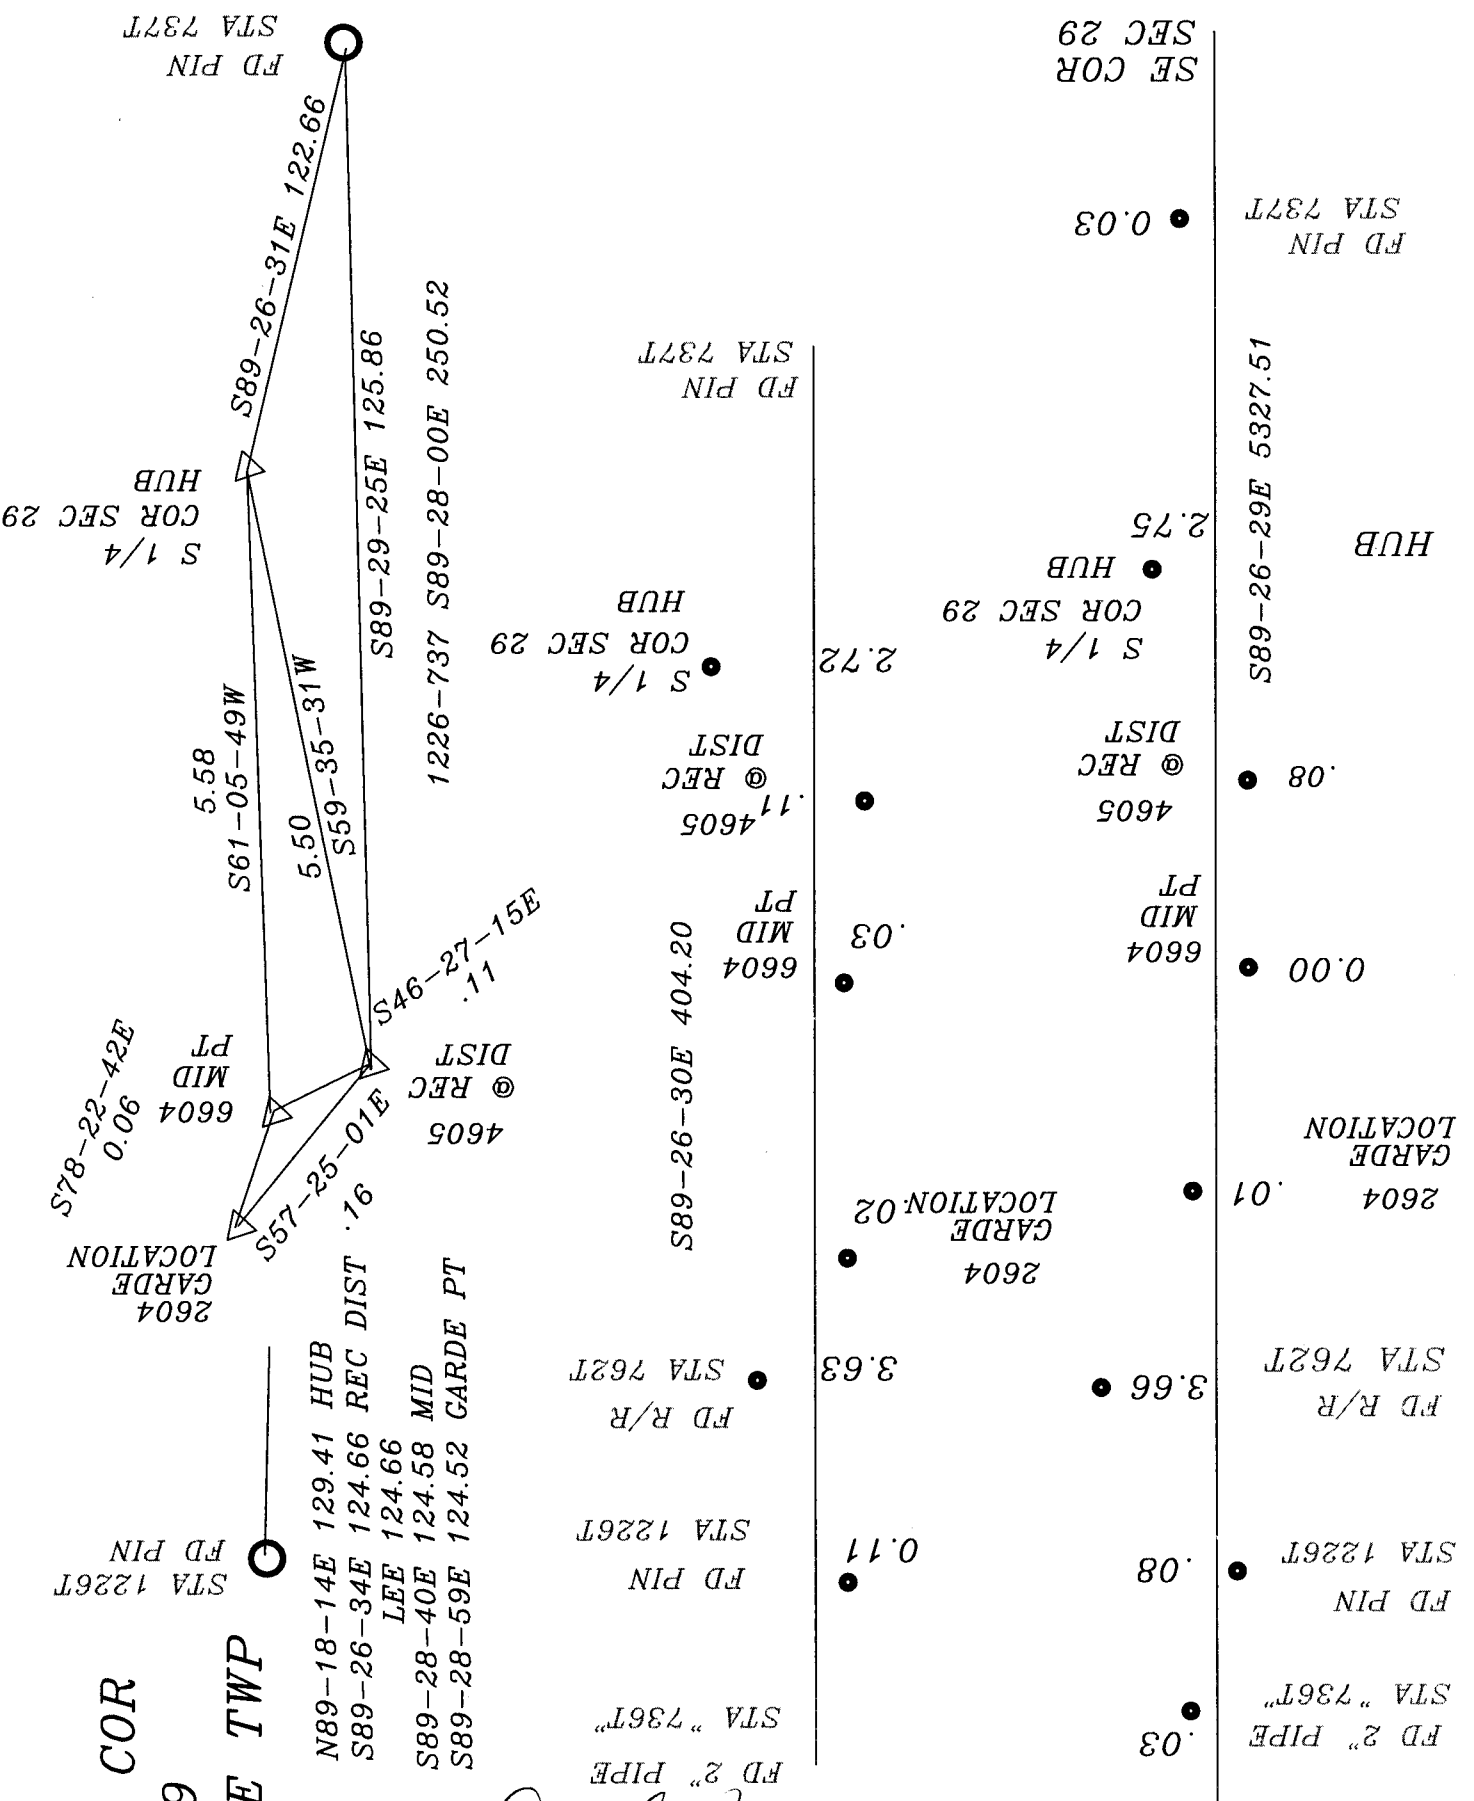 STA 737T
FD PIN
S89-26-31E 122.66
S89-29-25E 125.86
1226-737 S89-28-00E 250.52
S 1/4
COR SEC 29
HUB
5.58
S61-05-49W
5.50
S59-35-31W
S46-27-15E
.11
4605
@ REC
DIST
6604
MID
PT
S78-22-42E
0.06
S57-25-01E
.16
2604
GARDE
LOCATION
STA 1226T
FD PIN
N89-18-14E 129.41 HUB
S89-26-34E 124.66 REC DIST
LEE 124.66
S89-28-40E 124.58 MID
S89-28-59E 124.52 GARDE PT
COR
9
E TWP
FD PIN
STA 737T
S 1/4
COR SEC 29
HUB
2.72
4605
@ REC
DIST
.11
6604
MID
PT
.03
S89-26-30E 404.20
2604
GARDE
LOCATION
.02
FD R/R
STA 762T
3.63
FD PIN
STA 1226T
0.11
FD 2" PIPE
STA "736T"
SE COR
SEC 29
FD PIN
STA 737T
0.03
S89-26-29E 5327.51
HUB
2.75
S 1/4
COR SEC 29
HUB
4605
@ REC
DIST
.08
6604
MID
PT
0.00
2604
GARDE
LOCATION
.01
FD R/R
STA 762T
3.66
FD PIN
STA 1226T
.08
FD 2" PIPE
STA "736T"
.03